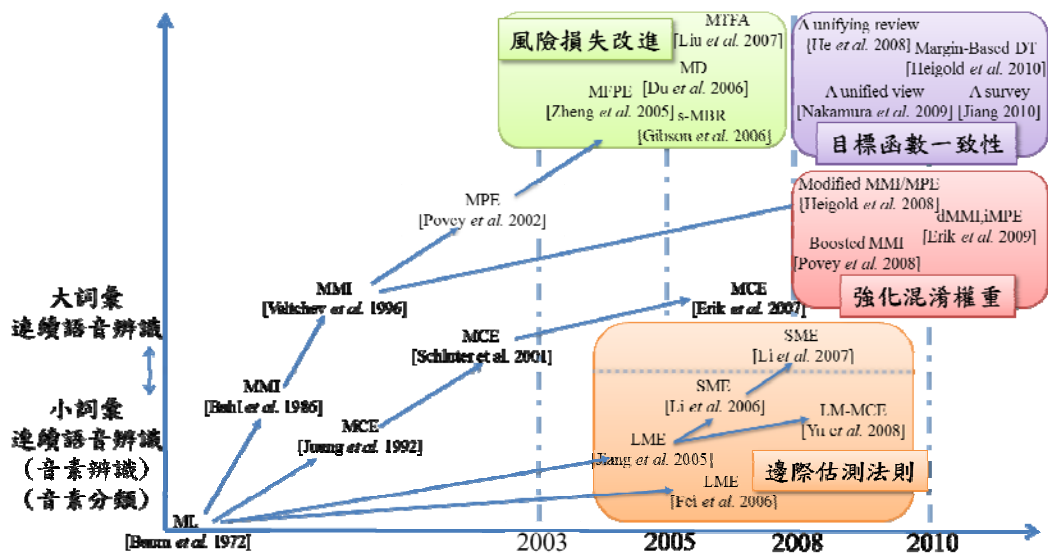 風險損失改進
MTFA
[Liu et al. 2007]
MD
[Du et al. 2006]
MFPE
[Zheng et al. 2005]
s-MBR
[Gibson et al. 2006]
A unifying review
[He et al. 2008]
Margin-Based DT
[Heigold et al. 2010]
A unified view
[Nakamura et al. 2009]
A survey
[Jiang 2010]
目標函數一致性
MPE
[Povey et al. 2002]
Modified MMI/MPE
[Heigold et al. 2008]
dMMI,iMPE
[Erik et al. 2009]
Boosted MMI
[Povey et al. 2008]
強化混淆權重
大詞彙
連續語音辨識
MMI
[Valtchev et al. 1996]
MCE
[Erik et al. 2007]
MCE
[Schluter et al. 2001]
SME
[Li et al. 2007]
小詞彙
連續語音辨識
(音素辨識)
(音素分類)
MMI
[Bahl et al. 1986]
MCE
[Juang et al. 1992]
SME
[Li et al. 2006]
LM-MCE
[Yu et al. 2008]
LME
[Jiang et al. 2005]
LME
[Fei et al. 2006]
邊際估測法則
ML
[Baum et al. 1972]
2003
2005
2008
2010